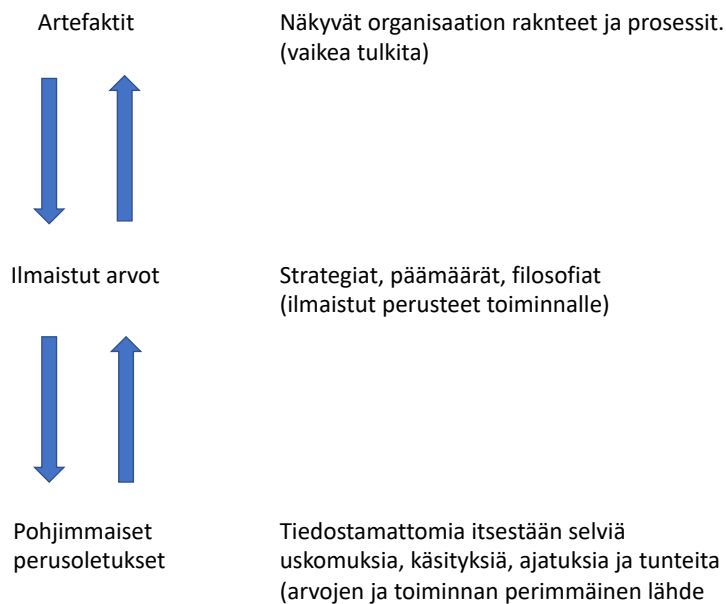 Artefaktit
Näkyvät organisaation raknteet ja prosessit.
(vaikea tulkita)
Ilmaistut arvot
Strategiat, päämäärät, filosofiat
(ilmaistut perusteet toiminnalle)
Pohjimmaiset
perusoletukset
Tiedostamattomia itsestään selviä
uskomuksia, käsityksiä, ajatuksia ja tunteita
(arvojen ja toiminnan perimmäinen lähde